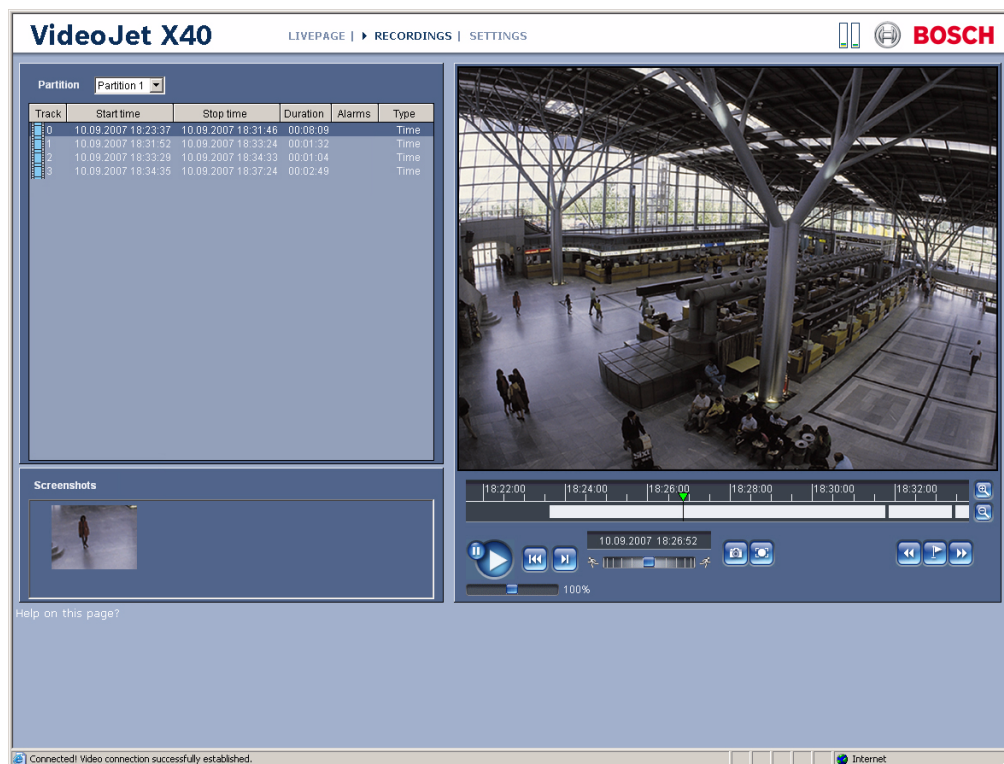 VideoJet X40
LIVEPAGE | RECORDINGS | SETTINGS
BOSCH
Partition Partition 1
Track Start time Stop time Duration Alarms Type
0 10.09.2007 18:23:37 10.09.2007 18:31:46 00:08:09 Time
1 10.09.2007 18:31:52 10.09.2007 18:33:24 00:01:32 Time
2 10.09.2007 18:33:29 10.09.2007 18:34:33 00:01:04 Time
3 10.09.2007 18:34:35 10.09.2007 18:37:24 00:02:49 Time
Sixt
Screenshots
18:22:00 18:24:00 18:26:00 18:28:00 18:30:00 18:32:00
10.09.2007 18:26:52
100%
Help on this page?
Connected! Video connection successfully established.
Internet